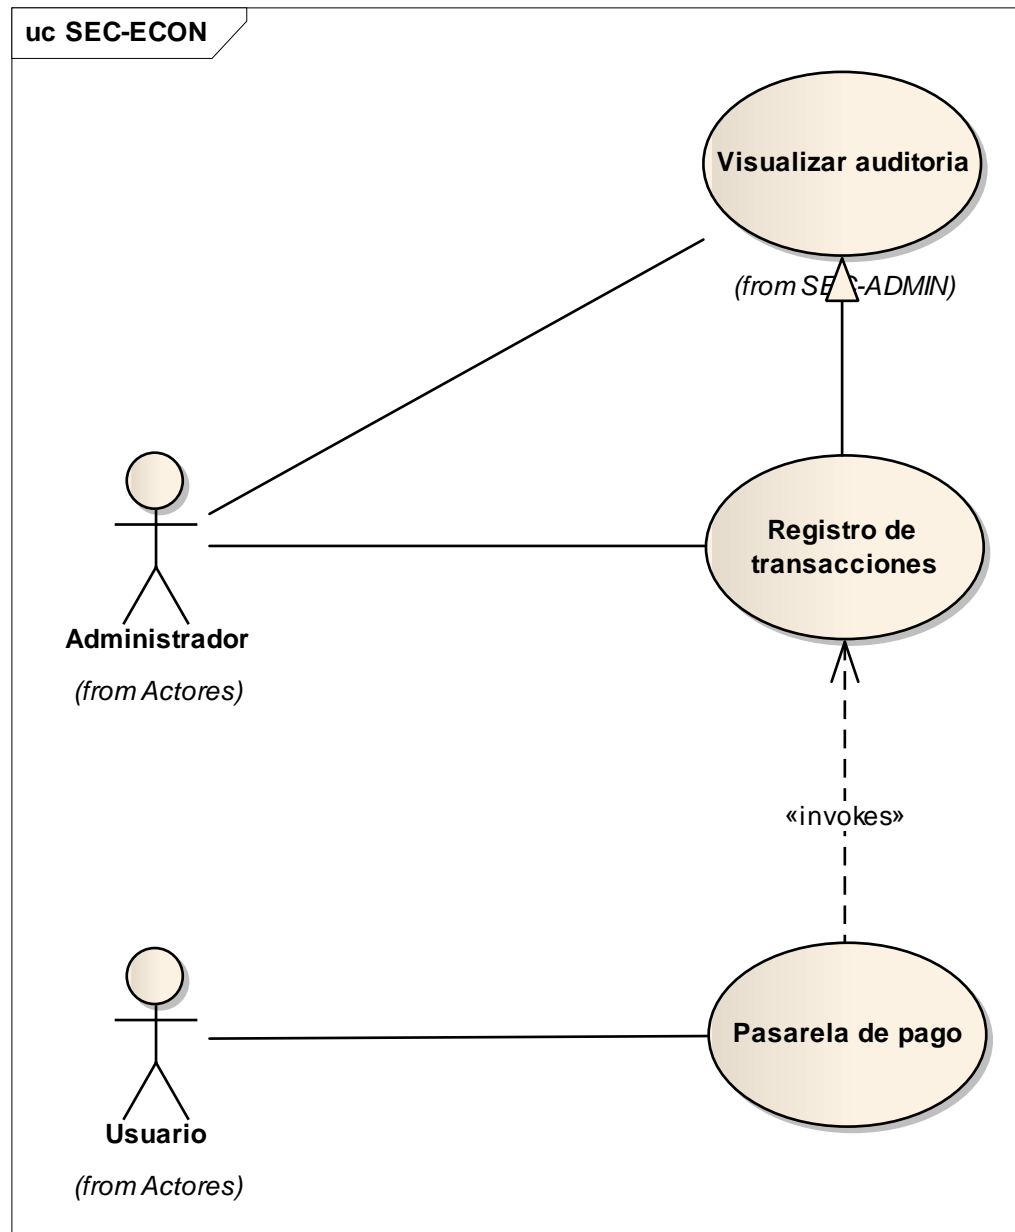 uc SEC-ECON
Visualizar auditoria
(from SEC-ADMIN)
Registro de
transacciones
Administrador
(from Actores)
«invokes»
Pasarela de pago
Usuario
(from Actores)